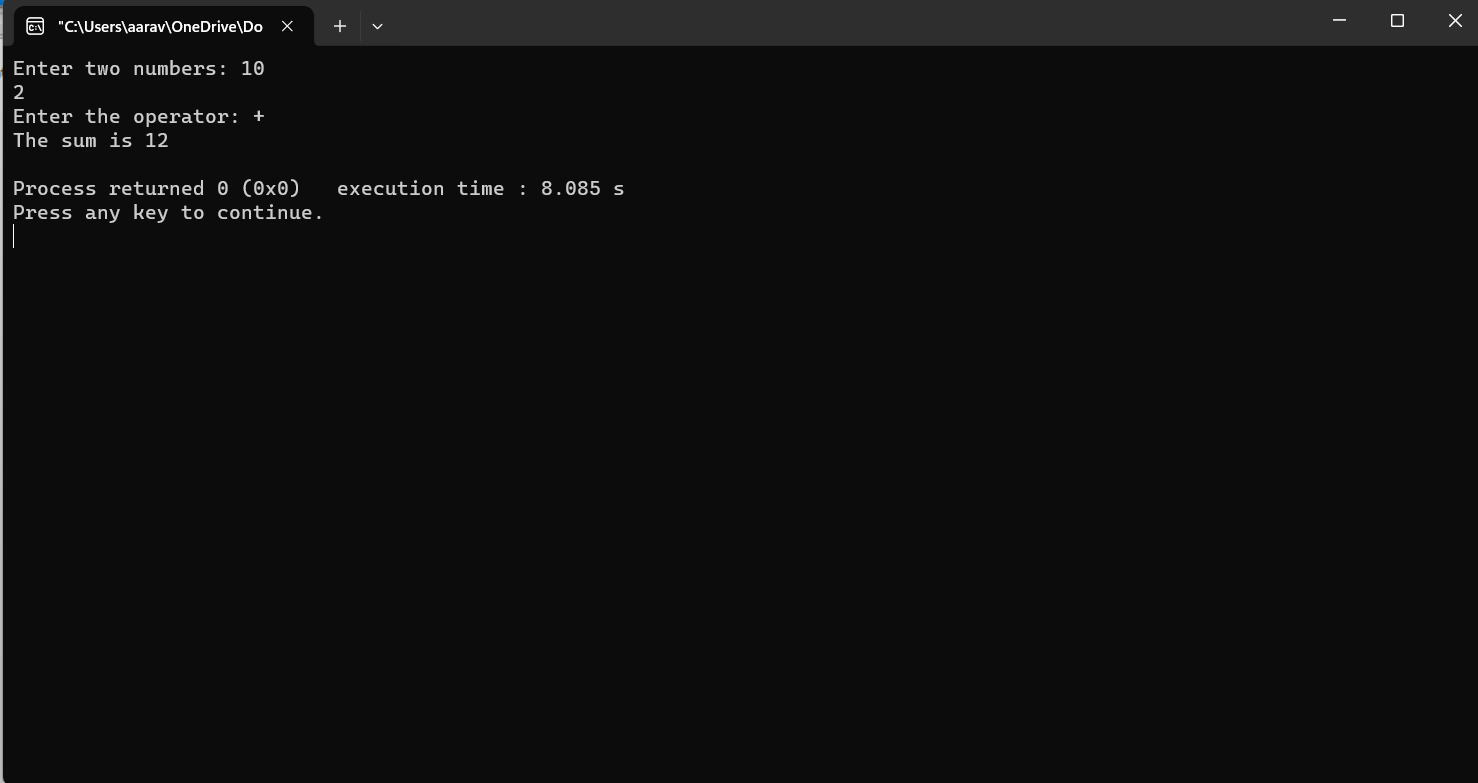 "C:\Users\aarav\OneDrive\Do
Enter two numbers: 10
2
Enter the operator: +
The sum is 12
Process returned 0 (0x0)   execution time : 8.085 s
Press any key to continue.